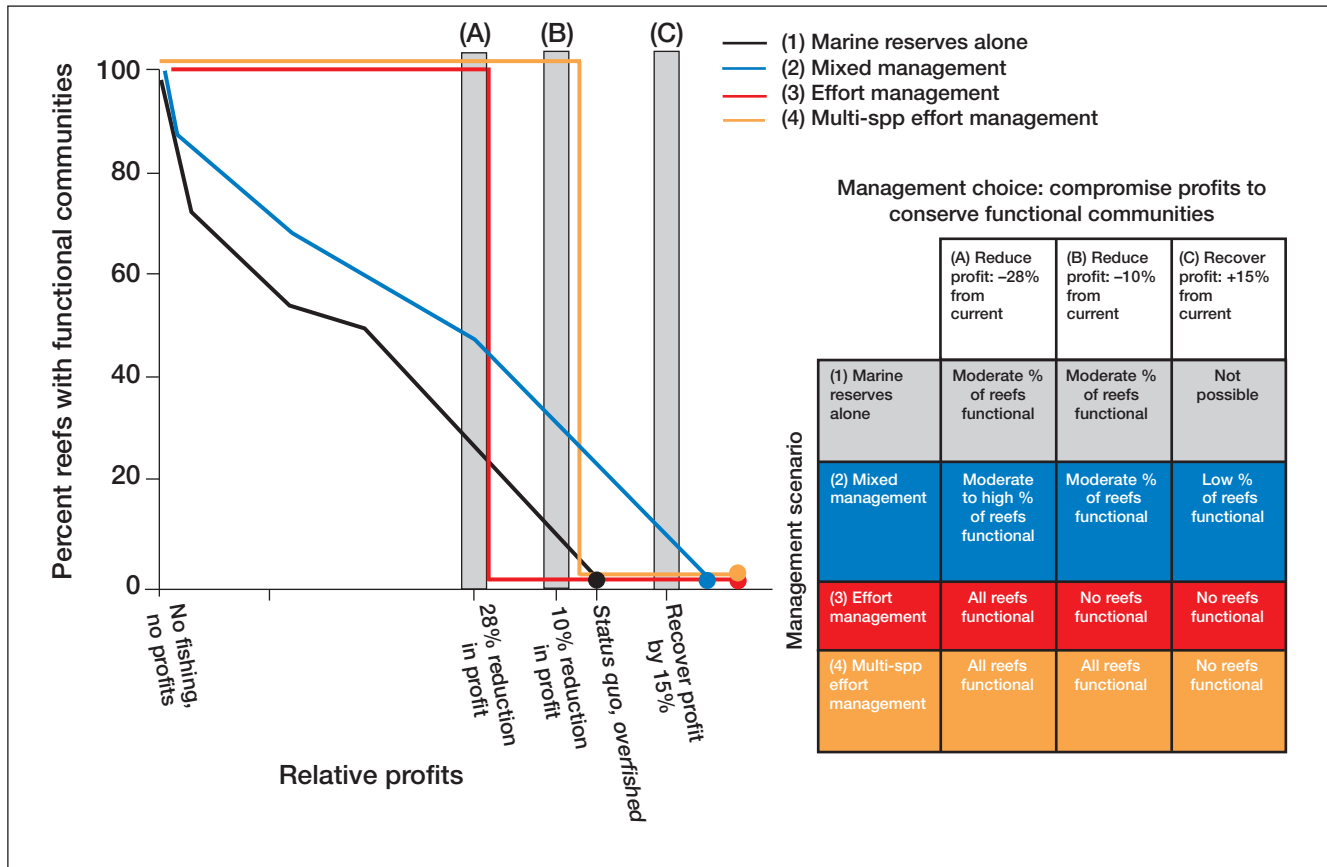 (A)
(B)
(C)
(1) Marine reserves alone
(2) Mixed management
(3) Effort management
(4) Multi-spp effort management
Percent reefs with functional communities
100
80
60
40
20
0
No fishing,
no profits
28% reduction
in profit
10% reduction
in profit
Status quo, overfished
Recover profit
by 15%
Relative profits
Management choice: compromise profits to
conserve functional communities
(A) Reduce
profit: –28%
from
current
(B) Reduce
profit: –10%
from
current
(C) Recover
profit: +15%
from
current
Management scenario
(1) Marine
reserves
alone
Moderate %
of reefs
functional
Moderate %
of reefs
functional
Not
possible
(2) Mixed
management
Moderate
to high %
of reefs
functional
Moderate %
of reefs
functional
Low %
of reefs
functional
(3) Effort
management
All reefs
functional
No reefs
functional
No reefs
functional
(4) Multi-spp
effort
management
All reefs
functional
All reefs
functional
No reefs
functional